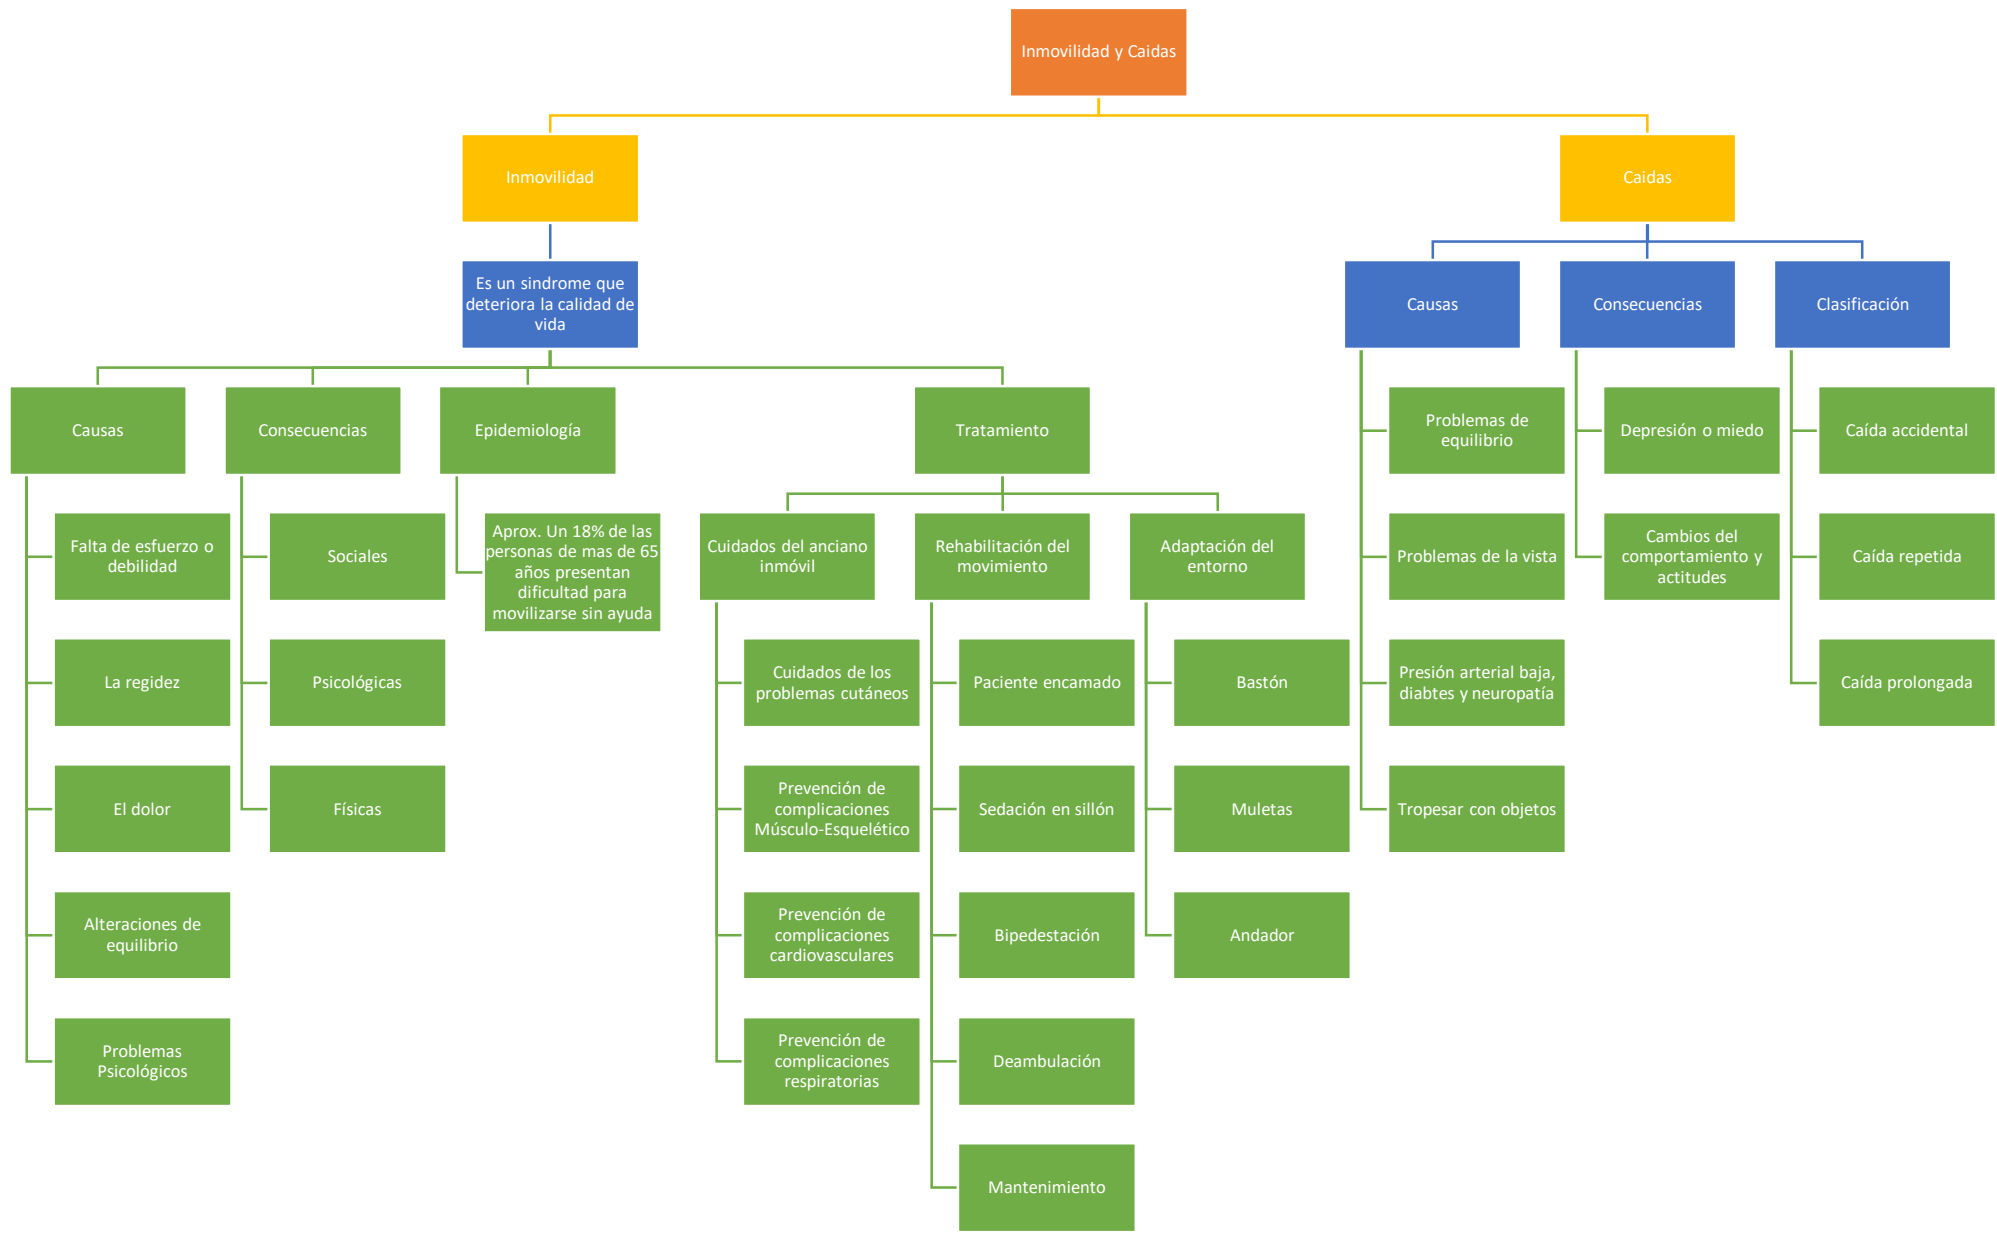 Inmovilidad y Caidas
Inmovilidad
Caidas
Es un sindrome que
deteriora la calidad de
vida
Causas
Consecuencias
Clasificación
Causas
Consecuencias
Epidemiología
Tratamiento
Falta de esfuerzo o
debilidad
La regidez
El dolor
Alteraciones de
equilibrio
Problemas
Psicológicos
Sociales
Psicológicas
Físicas
Aprox. Un 18% de las
personas de mas de 65
años presentan
dificultad para
movilizarse sin ayuda
Cuidados del anciano
inmóvil
Cuidados de los
problemas cutáneos
Prevención de
complicaciones
Músculo-Esquelético
Prevención de
complicaciones
cardiovasculares
Prevención de
complicaciones
respiratorias
Rehabilitación del
movimiento
Paciente encamado
Sedación en sillón
Bipedestación
Deambulación
Mantenimiento
Adaptación del
entorno
Bastón
Muletas
Andador
Problemas de
equilibrio
Problemas de la vista
Presión arterial baja,
diabtes y neuropatía
Tropesar con objetos
Depresión o miedo
Cambios del
comportamiento y
actitudes
Caída accidental
Caída repetida
Caída prolongada